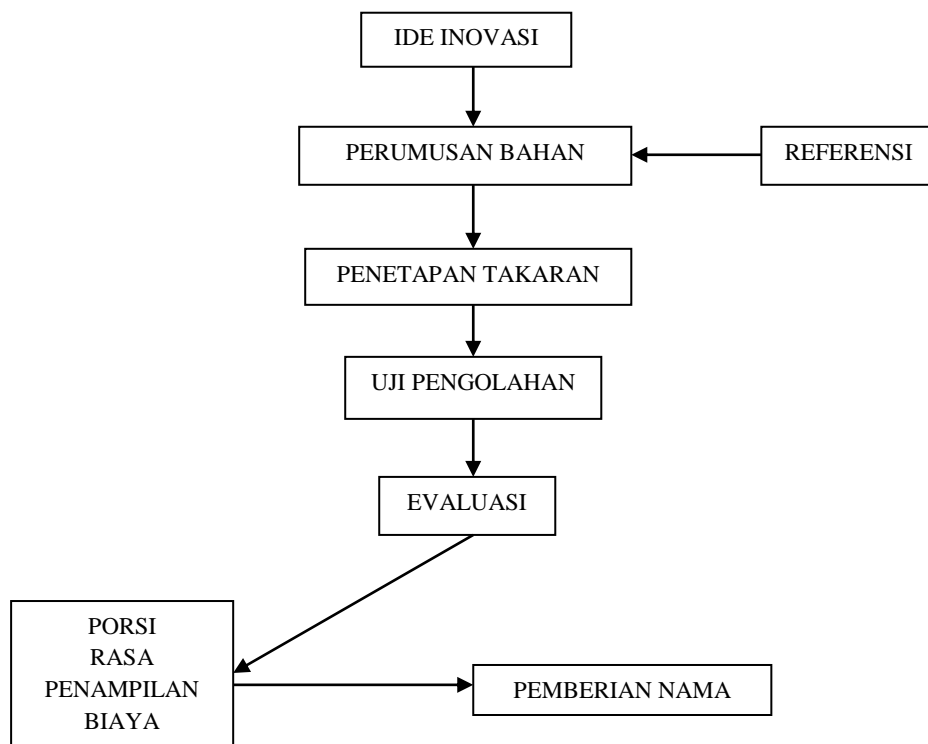 IDE INOVASI
PERUMUSAN BAHAN
REFERENSI
PENETAPAN TAKARAN
UJI PENGOLAHAN
EVALUASI
PORSI
RASA
PENAMPILAN
BIAYA
PEMBERIAN NAMA